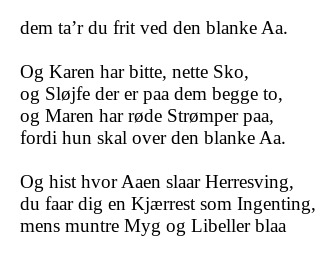 dem ta’r du frit ved den blanke Aa.

Og Karen har bitte, nette Sko,
og Sløjfe der er paa dem begge to,
og Maren har røde Strømper paa,
fordi hun skal over den blanke Aa.

Og hist hvor Aaen slaar Herresving,
du faar dig en Kjærrest som Ingenting,
mens muntre Myg og Libeller blaa